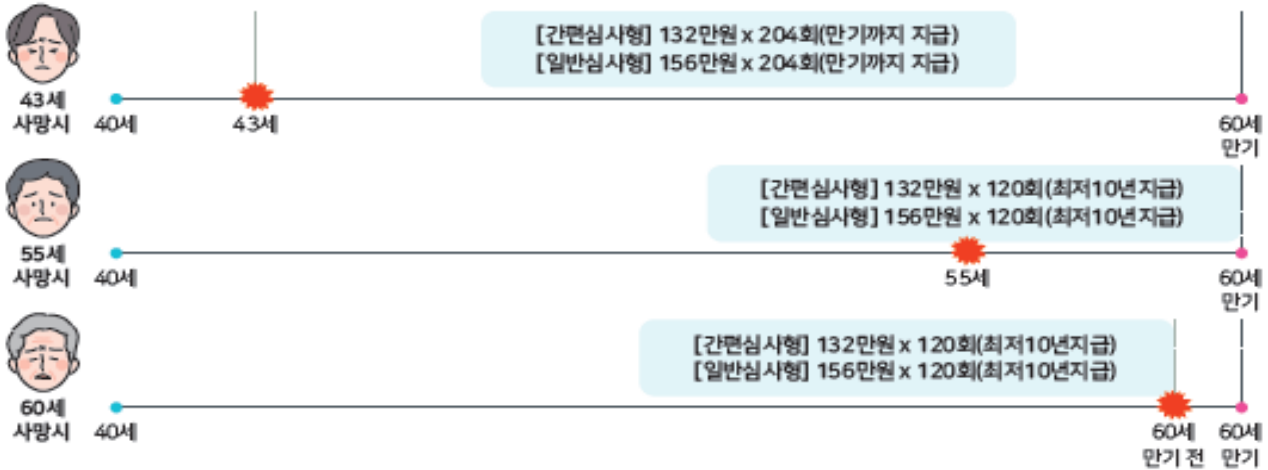 [간편심사형] 132만원 x 204회(만기까지 지급)
[일반심사형] 156만원 x 204회(만기까지 지급)
43세
사망시
40세
43세
60세
만기
[간편심사형] 132만원 x 120회(최저10년지급)
[일반심사형] 156만원 x 120회(최저10년지급)
55세
사망시
40세
55세
60세
만기
[간편심사형] 132만원 x 120회(최저10년지급)
[일반심사형] 156만원 x 120회(최저10년지급)
60세
사망시
40세
60세
만기 전
60세
만기